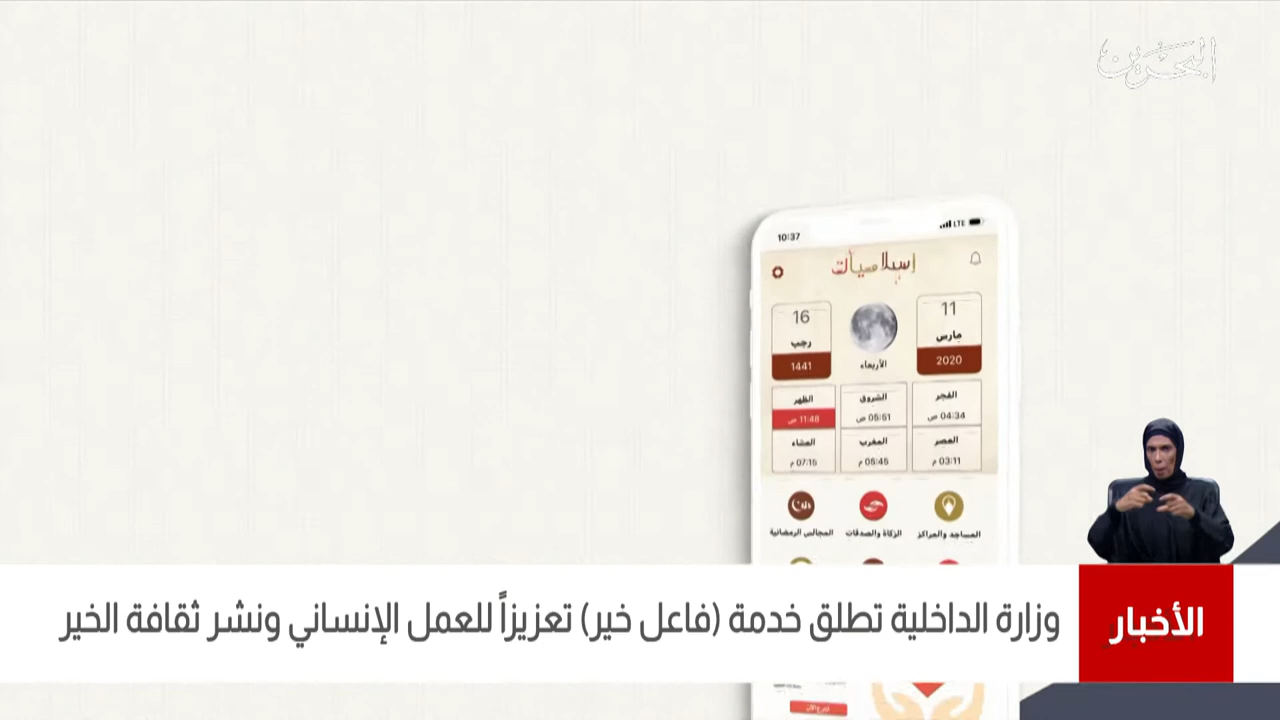 البحرين
10:37
LTE
إسلاميات
11
مارس
2020
الأربعاء
16
رجب
1441
الفجر
04:34 ص
الشروق
05:51 ص
الظهر
11:48 ص
العصر
03:11 م
المغرب
05:45 م
العشاء
07:15 م
المساجد والمراكز
الزكاة والصدقات
المجالس الرمضانية
الأخبار
وزارة الداخلية تطلق خدمة (فاعل خير) تعزيزاً للعمل الإنساني ونشر ثقافة الخير